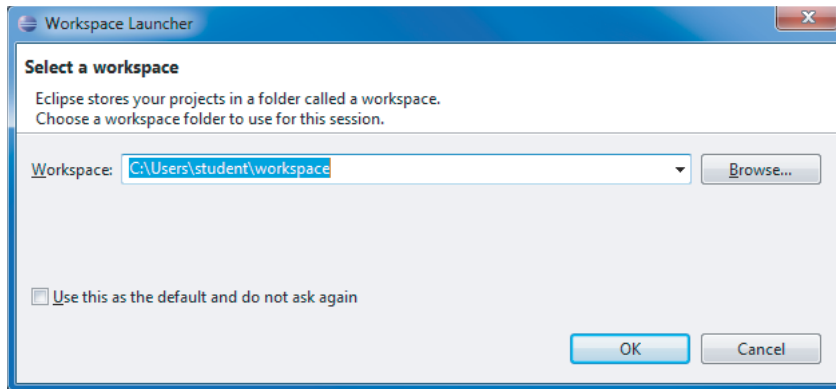 Workspace Launcher
Select a workspace
Eclipse stores your projects in a folder called a workspace.
Choose a workspace folder to use for this session.
Workspace: C:\Users\student\workspace Browse...
Use this as the default and do not ask again
OK Cancel